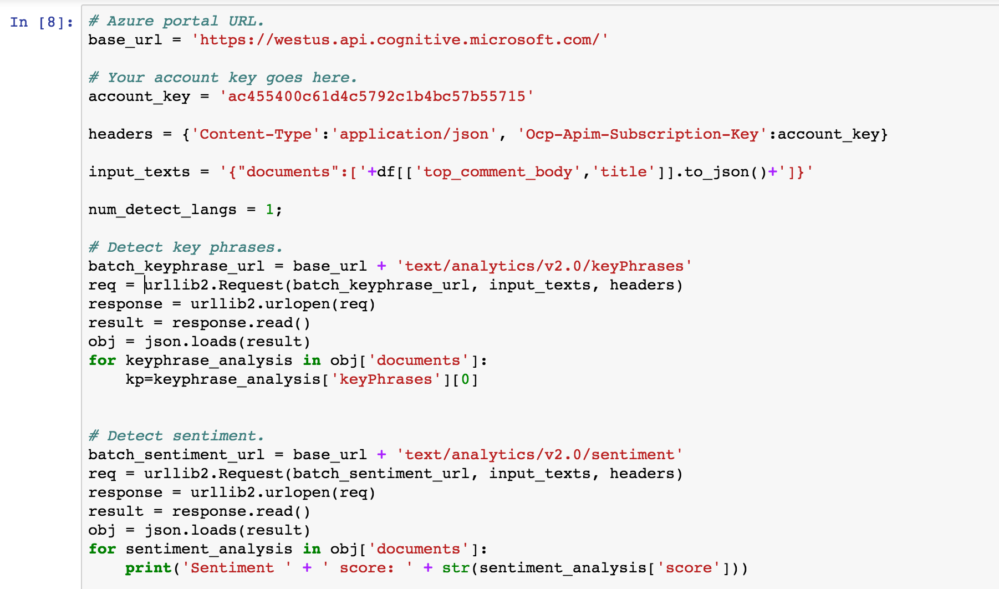 In [8]:
# Azure portal URL.
base_url = 'https://westus.api.cognitive.microsoft.com/'
# Your account key goes here.
account_key = 'ac455400c61d4c5792c1b4bc57b55715'
headers = {'Content-Type':'application/json', 'Ocp-Apim-Subscription-Key':account_key}
input_texts = '{"documents":['+df[['top_comment_body','title']].to_json()+']}'
num_detect_langs = 1;
# Detect key phrases.
batch_keyphrase_url = base_url + 'text/analytics/v2.0/keyPhrases'
req = urllib2.Request(batch_keyphrase_url, input_texts, headers)
response = urllib2.urlopen(req)
result = response.read()
obj = json.loads(result)
for keyphrase_analysis in obj['documents']:
    kp=keyphrase_analysis['keyPhrases'][0]
# Detect sentiment.
batch_sentiment_url = base_url + 'text/analytics/v2.0/sentiment'
req = urllib2.Request(batch_sentiment_url, input_texts, headers)
response = urllib2.urlopen(req)
result = response.read()
obj = json.loads(result)
for sentiment_analysis in obj['documents']:
    print('Sentiment ' + ' score: ' + str(sentiment_analysis['score']))